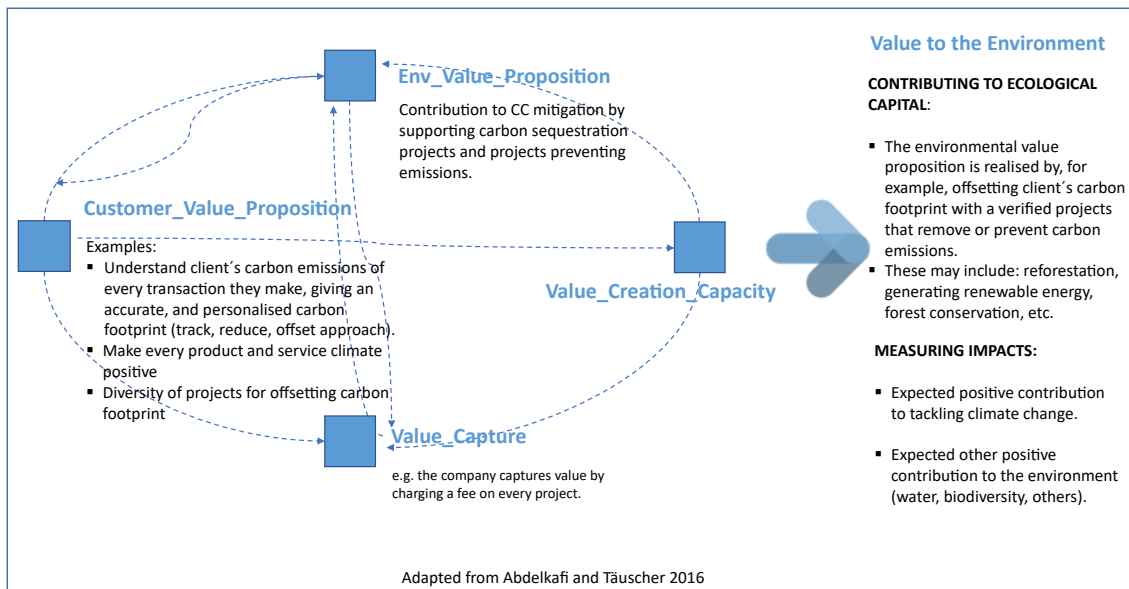 Env_Value_Proposition
Contribution to CC mitigation by
supporting carbon sequestration
projects and projects preventing
emissions.
Customer_Value_Proposition
Examples:
▪ Understand client´s carbon emissions of
every transaction they make, giving an
accurate, and personalised carbon
footprint (track, reduce, offset approach).
▪ Make every product and service climate
positive
▪ Diversity of projects for offsetting carbon
footprint
Value_Creation_Capacity
Value_Capture
e.g. the company captures value by
charging a fee on every project.
Value to the Environment
CONTRIBUTING TO ECOLOGICAL
CAPITAL:
▪ The environmental value
proposition is realised by, for
example, offsetting client´s carbon
footprint with a verified projects
that remove or prevent carbon
emissions.
▪ These may include: reforestation,
generating renewable energy,
forest conservation, etc.
MEASURING IMPACTS:
▪ Expected positive contribution
to tackling climate change.
▪ Expected other positive
contribution to the environment
(water, biodiversity, others).
Adapted from Abdelkafi and Täuscher 2016